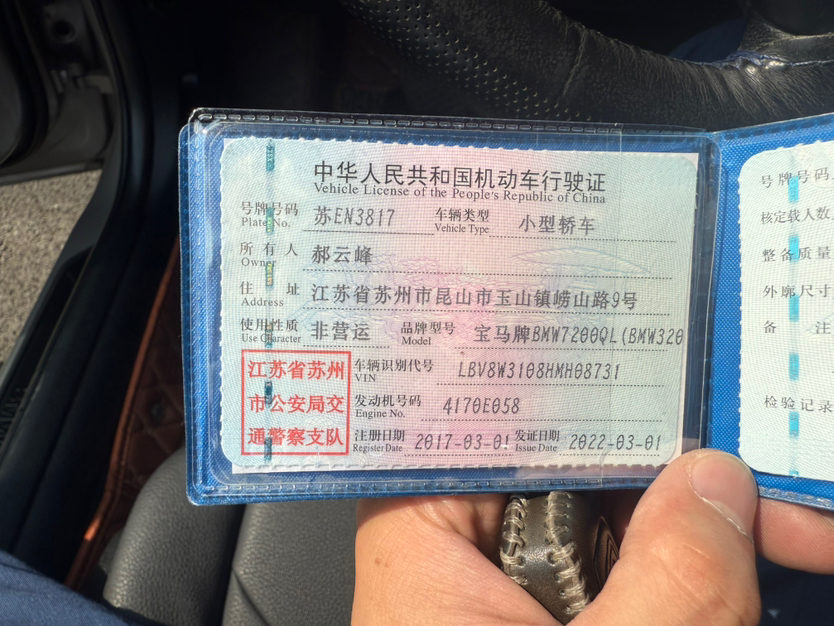 中华人民共和国机动车行驶证
Vehicle License of the People's Republic of China
号牌号码 苏EN3817 车辆类型 小型轿车
Plate No. Vehicle Type
所有人 郝云峰
Owner
住址 江苏省苏州市昆山市玉山镇崂山路9号
Address
使用性质 非营运 品牌型号 宝马牌BMW7200QL(BMW320
Use Character Model
江苏省苏州 车辆识别代号 LBV8W3108HMH08731
VIN
市公安局交 发动机号码 4170E058
Engine No.
通警察支队 注册日期 2017-03-01 发证日期 2022-03-01
Register Date Issue Date
号牌号码
核定载人数
整备质量
外廓尺寸
备注
检验记录